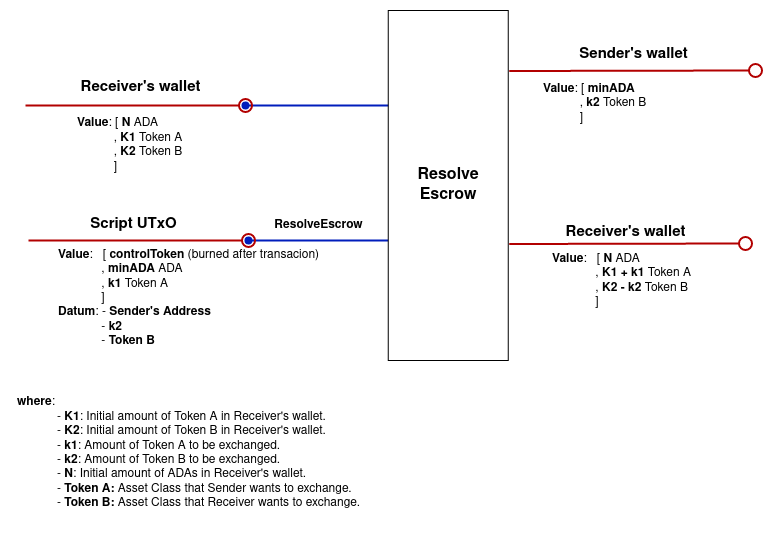 Receiver's wallet
Value: [ N ADA
, K1 Token A
, K2 Token B
]
Script UTxO
ResolveEscrow
Value: [ controlToken (burned after transacion)
, minADA ADA
, k1 Token A
]
Datum: - Sender's Address
- k2
- Token B
Resolve
Escrow
Sender's wallet
Value: [ minADA
, k2 Token B
]
Receiver's wallet
Value: [ N ADA
, K1 + k1 Token A
, K2 - k2 Token B
]
where:
- K1: Initial amount of Token A in Receiver's wallet.
- K2: Initial amount of Token B in Receiver's wallet.
- k1: Amount of Token A to be exchanged.
- k2: Amount of Token B to be exchanged.
- N: Initial amount of ADAs in Receiver's wallet.
- Token A: Asset Class that Sender wants to exchange.
- Token B: Asset Class that Receiver wants to exchange.